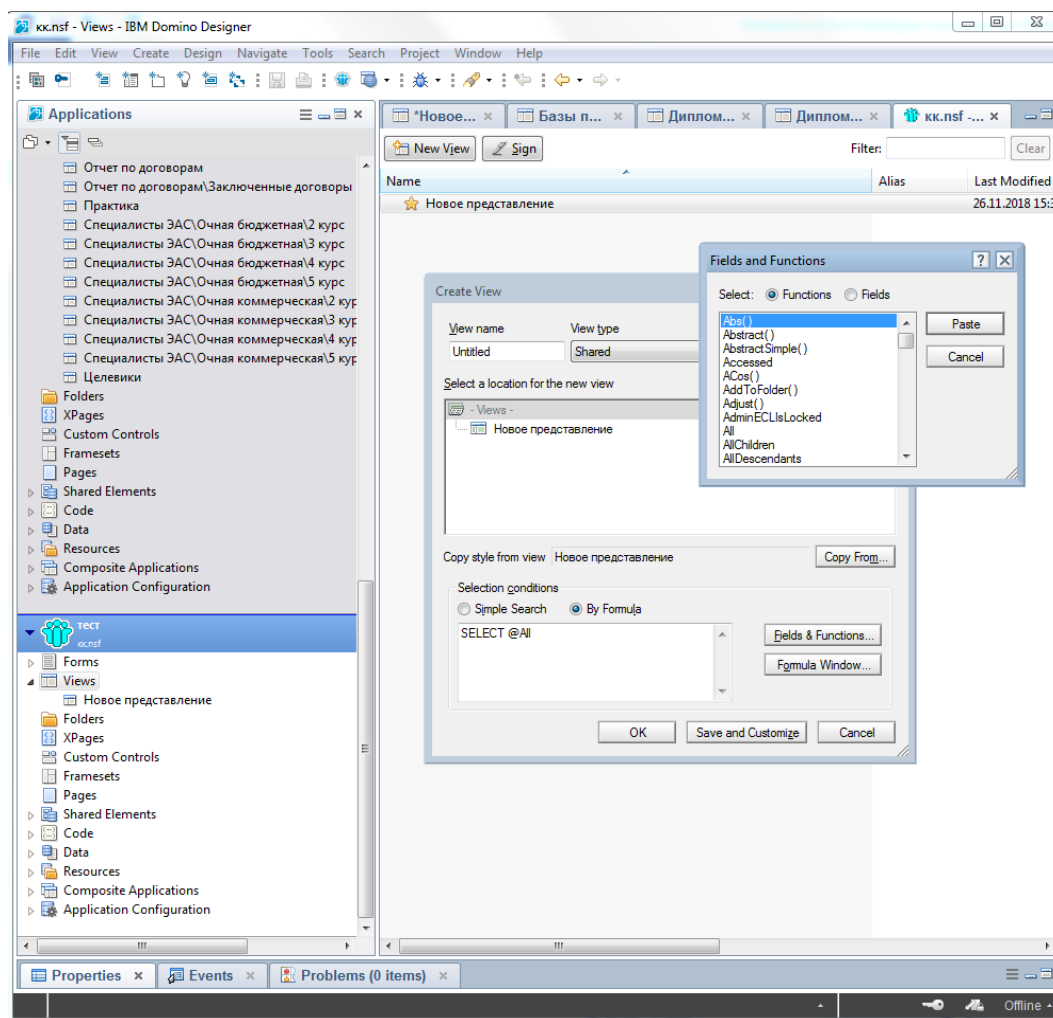 кк.nsf - Views - IBM Domino Designer
File Edit View Create Design Navigate Tools Search Project Window Help
Applications
*Новое...
Базы п...
Диплом...
Диплом...
кк.nsf -...
New View
Sign
Filter:
Clear
Name
Alias
Last Modified
Новое представление
26.11.2018 15:3
Отчет по договорам
Отчет по договорам\Заключенные договоры
Практика
Специалисты ЭАС\Очная бюджетная\2 курс
Специалисты ЭАС\Очная бюджетная\3 курс
Специалисты ЭАС\Очная бюджетная\4 курс
Специалисты ЭАС\Очная бюджетная\5 курс
Специалисты ЭАС\Очная коммерческая\2 кур
Специалисты ЭАС\Очная коммерческая\3 кур
Специалисты ЭАС\Очная коммерческая\4 кур
Специалисты ЭАС\Очная коммерческая\5 кур
Целевики
Folders
XPages
Custom Controls
Framesets
Pages
Shared Elements
Code
Data
Resources
Composite Applications
Application Configuration
тест
кк.nsf
Forms
Views
Новое представление
Folders
XPages
Custom Controls
Framesets
Pages
Shared Elements
Code
Data
Resources
Composite Applications
Application Configuration
Create View
View name
View type
Untitled
Shared
Select a location for the new view
- Views -
Новое представление
Copy style from view
Новое представление
Copy From...
Selection conditions
Simple Search
By Formula
SELECT @All
Fields & Functions...
Formula Window...
OK
Save and Customize
Cancel
Fields and Functions
?
Select:
Functions
Fields
Abs( )
Abstract( )
AbstractSimple( )
Accessed
ACos( )
AddToFolder( )
Adjust( )
AdminECLIsLocked
All
AllChildren
AllDescendants
Paste
Cancel
Properties
Events
Problems (0 items)
Offline